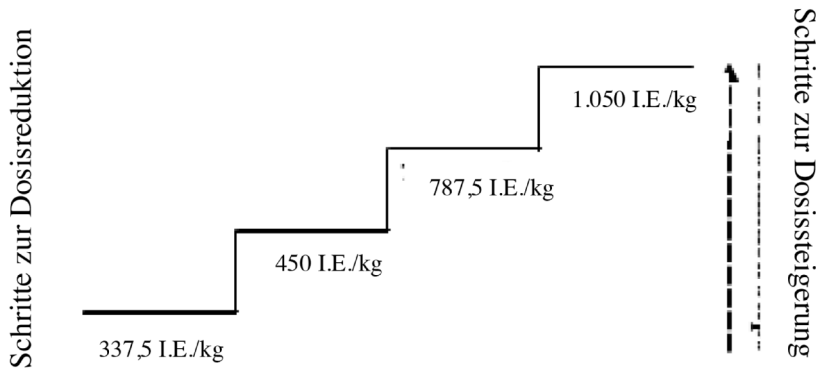 Schritte zur Dosisreduktion
1.050 I.E./kg
787,5 I.E./kg
450 I.E./kg
337,5 I.E./kg
Schritte zur Dosissteigerung